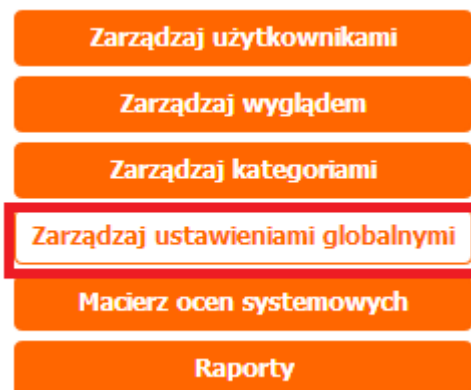 Zarządzaj użytkownikami
Zarządzaj wyglądem
Zarządzaj kategoriami
Zarządzaj ustawieniami globalnymi
Macierz ocen systemowych
Raporty